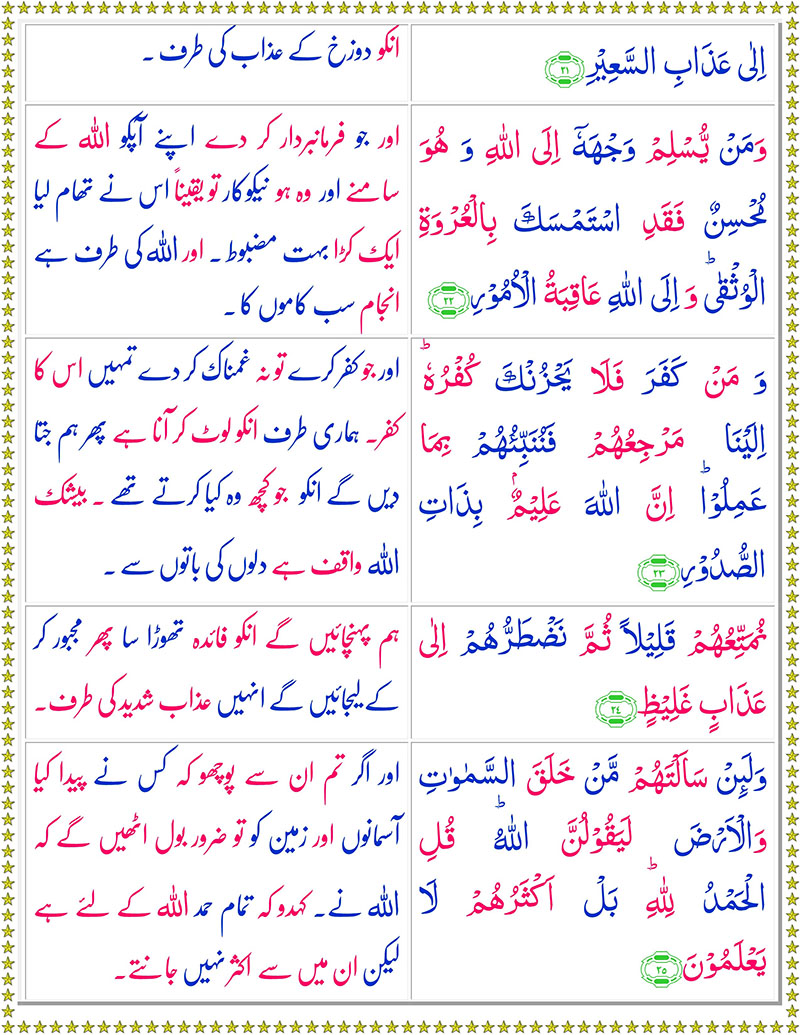 اِلٰى عَذَابِ السَّعِيْرِ ﴿۲۱﴾
انکو دوزخ کے عذاب کی طرف ۔
وَمَنْ يُّسْلِمْ وَجْهَهٗۤ اِلَى اللّٰهِ وَ هُوَ
مُحْسِنٌ فَقَدِ اسْتَمْسَكَ بِالْعُرْوَةِ
الْوُثْقٰىؕ وَ اِلَى اللّٰهِ عَاقِبَةُ الْاُمُوْرِ ﴿۲۲﴾
اور جو فرمانبردار کر دے اپنے آپکو اللہ کے
سامنے اور وہ ہو نیکوکار تو یقیناً اس نے تھام لیا
ایک کڑا بہت مضبوط۔ اور اللہ کی طرف ہے
انجام سب کاموں کا ۔
وَ مَنْ كَفَرَ فَلَا يَحْزُنْكَ كُفْرُهٗؕ
اِلَيْنَا مَرْجِعُهُمْ فَنُنَبِّئُهُمْ بِمَا
عَمِلُوْاؕ اِنَّ اللّٰهَ عَلِيْمٌۢ بِذَاتِ
الصُّدُوْرِ ﴿۲۳﴾
اور جو کفر کرے تو نہ غمناک کر دے تمہیں اس کا
کفر۔ ہماری طرف انکو لوٹ کر آنا ہے پھر ہم جتا
دیں گے انکو جو کچھ وہ کیا کرتے تھے ۔ بیشک
اللہ واقف ہے دلوں کی باتوں سے ۔
نُمَتِّعُهُمْ قَلِيْلاً ثُمَّ نَضْطَرُّهُمْ اِلٰى
عَذَابٍ غَلِيْظٍ ﴿۲۴﴾
ہم پہنچائیں گے انکو فائدہ تھوڑا سا پھر مجبور کر
کے لیجائیں گے انہیں عذاب شدید کی طرف۔
وَلَئِنْ سَاَلْتَهُمْ مَّنْ خَلَقَ السَّمٰوٰتِ
وَالْاَرْضَ لَيَقُوْلُنَّ اللّٰهُؕ قُلِ
الْحَمْدُ لِلّٰهِؕ بَلْ اَكْثَرُهُمْ لَا
يَعْلَمُوْنَ ﴿۲۵﴾
اور اگر تم ان سے پوچھو کہ کس نے پیدا کیا
آسمانوں اور زمین کو تو ضرور بول اٹھیں گے کہ
اللہ نے۔ کہدو کہ تمام حمد اللہ کے لئے ہے
لیکن ان میں سے اکثر نہیں جانتے۔